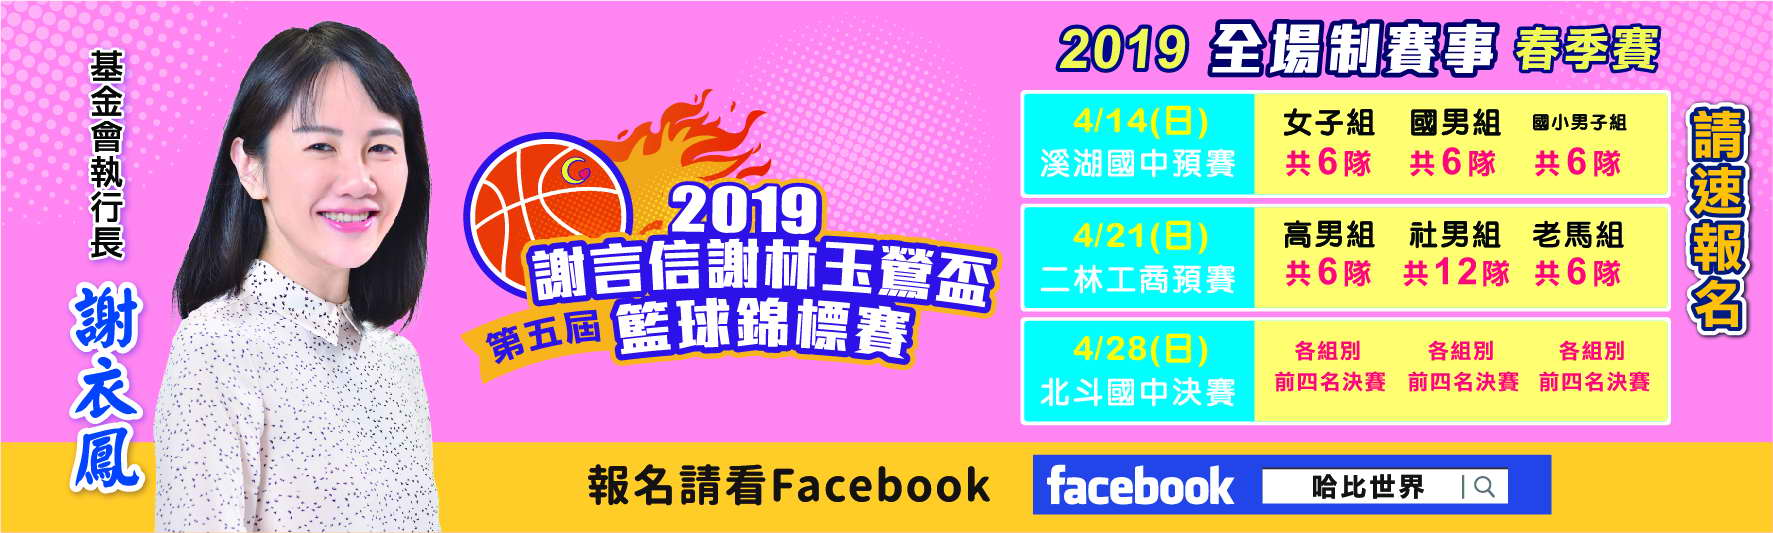 基金會執行長
謝衣鳳
2019
謝言信謝林玉鶯盃
第五屆 籃球錦標賽
2019 全場制賽事 春季賽
4/14(日)
溪湖國中預賽
女子組 國男組 國小男子組
共6隊 共6隊 共6隊
4/21(日)
二林工商預賽
高男組 社男組 老馬組
共6隊 共12隊 共6隊
4/28(日)
北斗國中決賽
各組別 各組別 各組別
前四名決賽 前四名決賽 前四名決賽
請速報名
報名請看Facebook
facebook 哈比世界